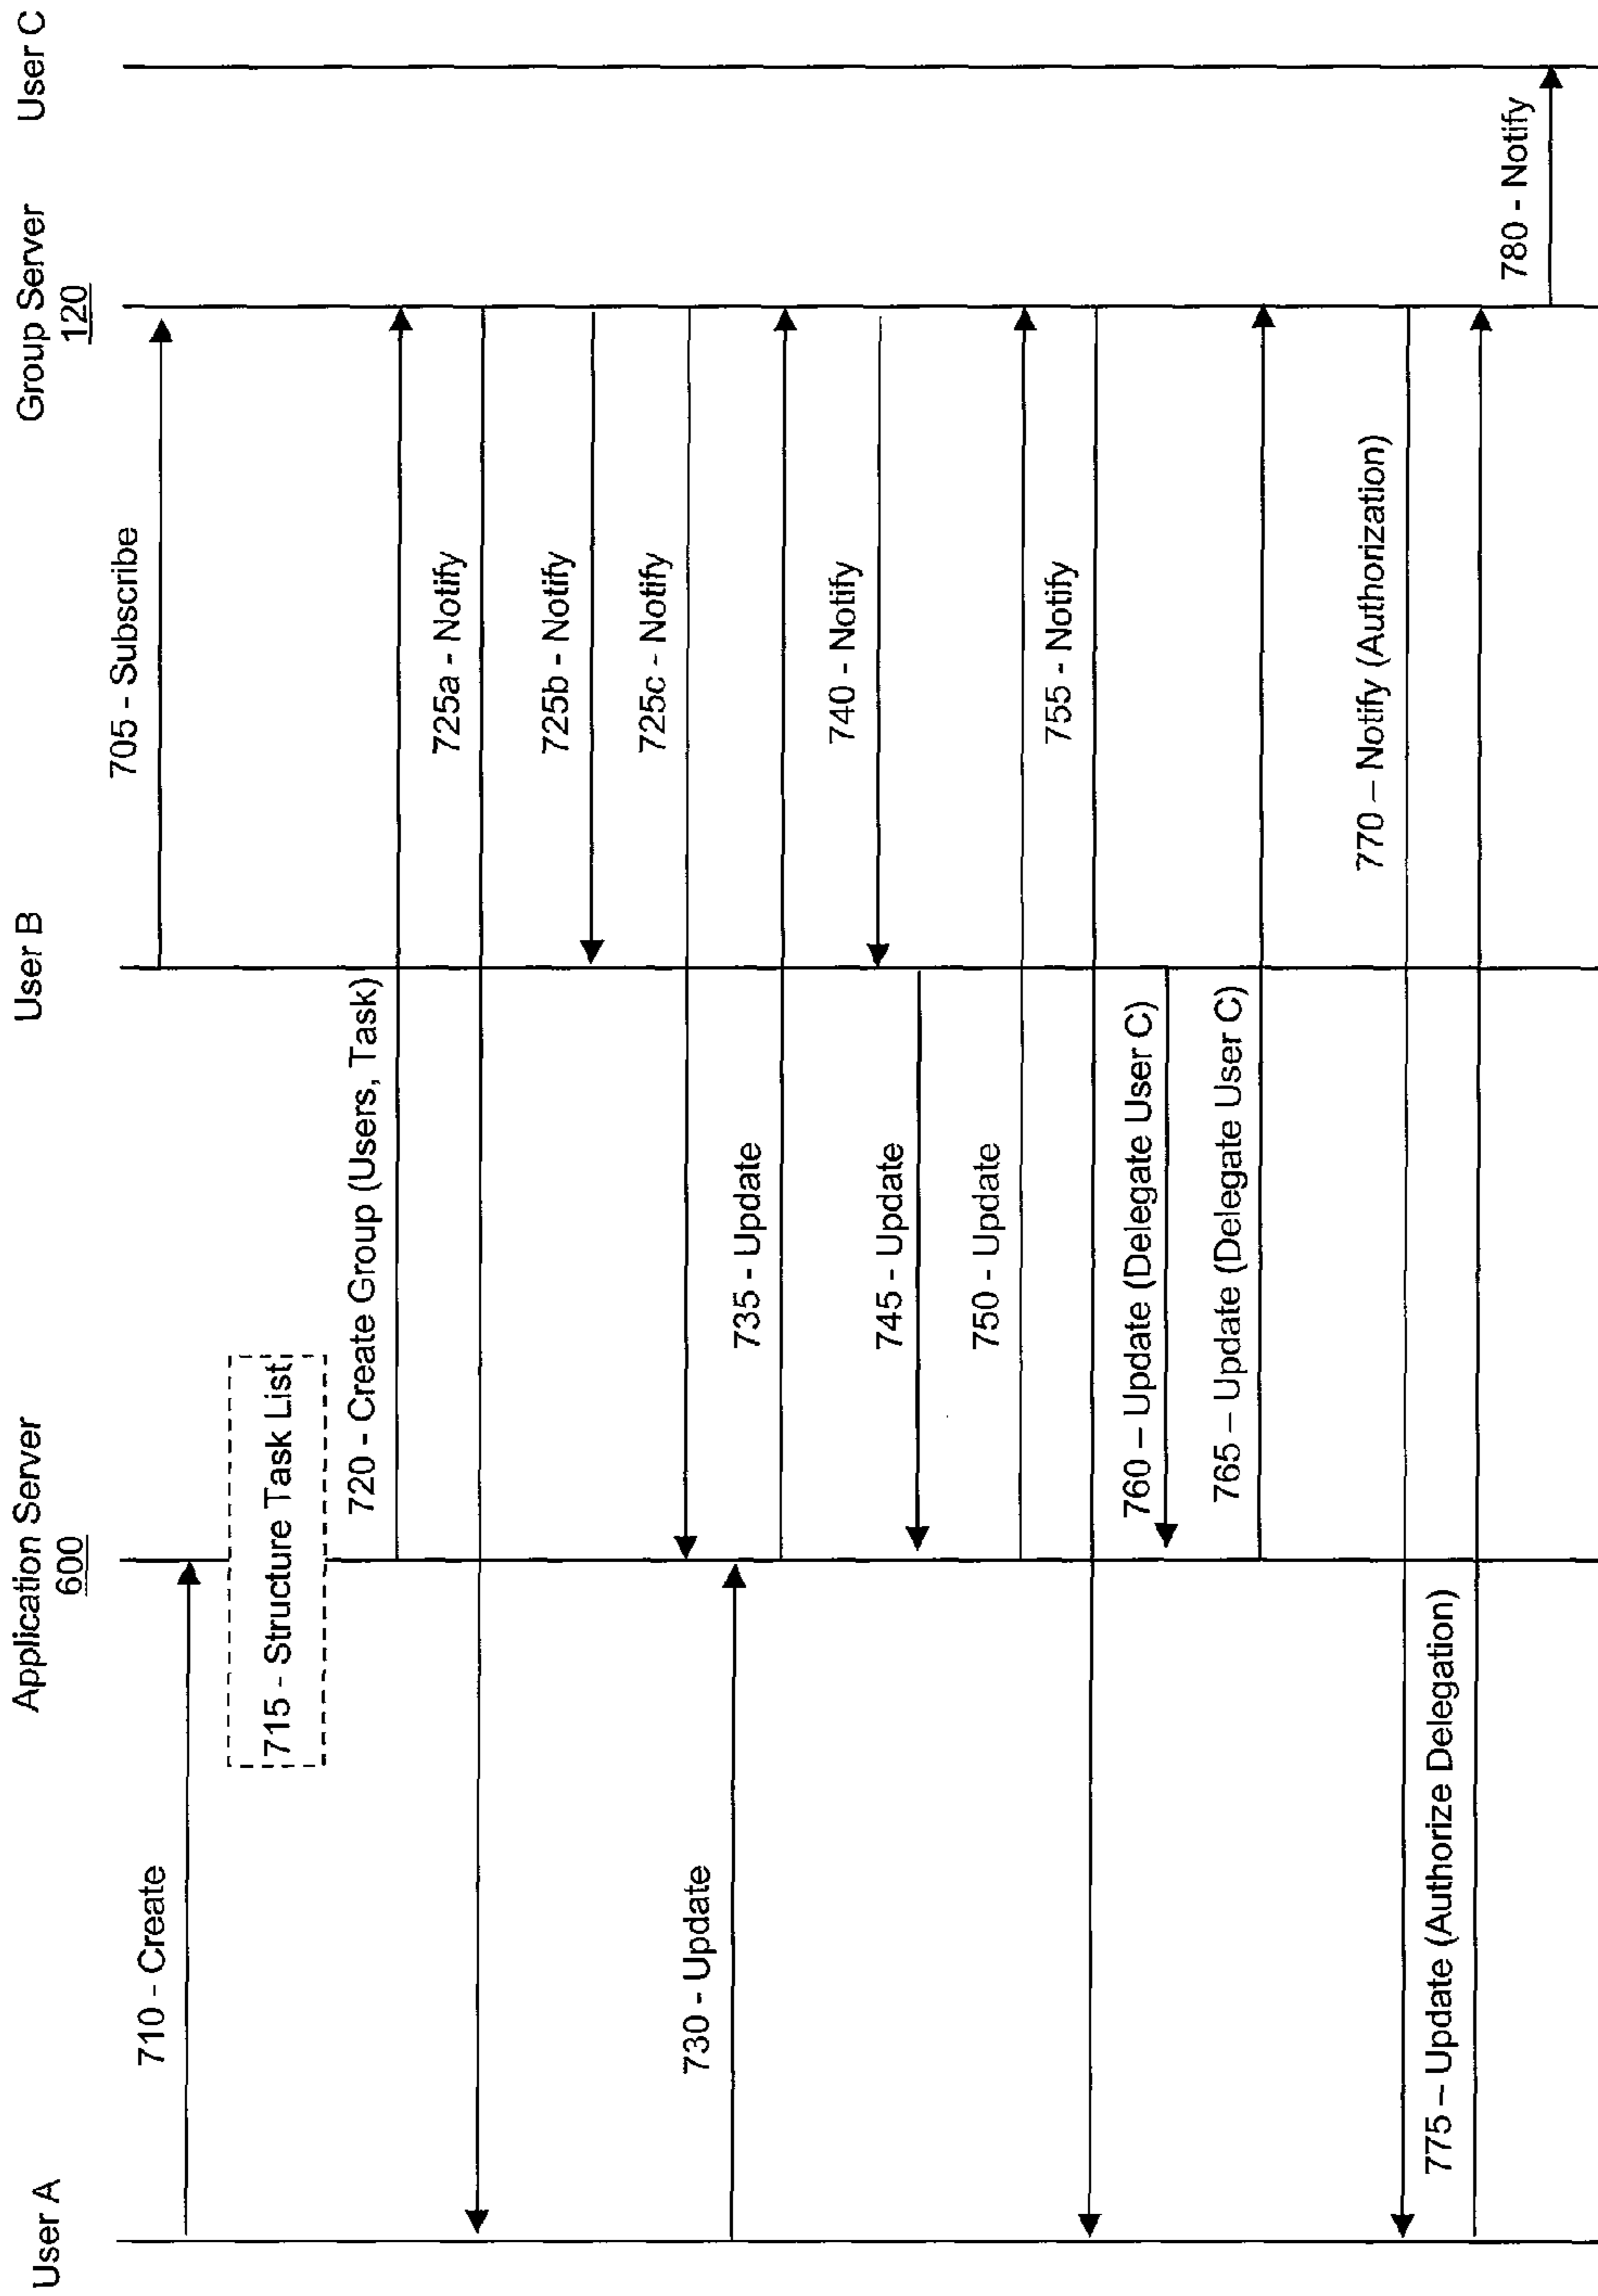 User A
Application Server
600
User B
Group Server
120
User C
705 - Subscribe
710 - Create
715 - Structure Task List
720 - Create Group (Users, Task)
725a - Notify
725b - Notify
725c - Notify
730 - Update
735 - Update
740 - Notify
745 - Update
750 - Update
755 - Notify
760 – Update (Delegate User C)
765 – Update (Delegate User C)
770 – Notify (Authorization)
775 – Update (Authorize Delegation)
780 - Notify